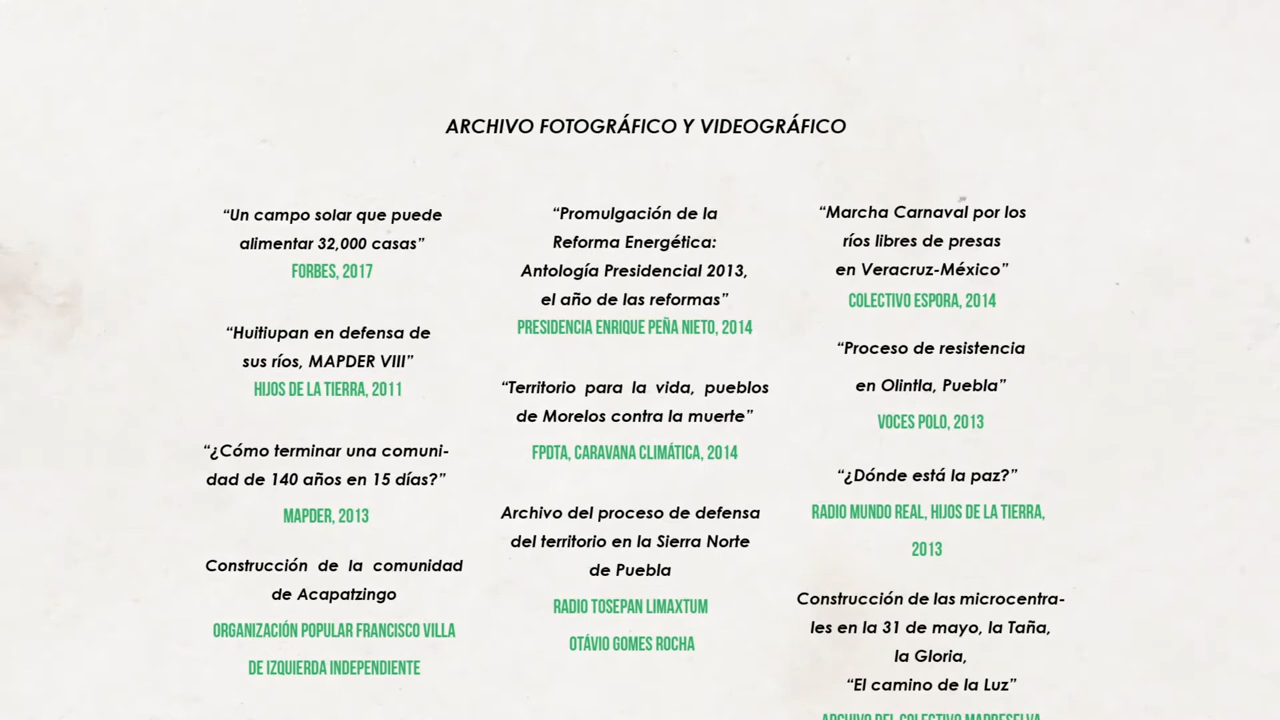 ARCHIVO FOTOGRÁFICO Y VIDEOGRÁFICO
“Un campo solar que puede
alimentar 32,000 casas”
FORBES, 2017
“Huitiupan en defensa de
sus ríos, MAPDER VIII”
HIJOS DE LA TIERRA, 2011
“¿Cómo terminar una comuni-
dad de 140 años en 15 días?”
MAPDER, 2013
Construcción de la comunidad
de Acapatzingo
ORGANIZACIÓN POPULAR FRANCISCO VILLA
DE IZQUIERDA INDEPENDIENTE
“Promulgación de la
Reforma Energética:
Antología Presidencial 2013,
el año de las reformas”
PRESIDENCIA ENRIQUE PEÑA NIETO, 2014
“Territorio para la vida, pueblos
de Morelos contra la muerte”
FPDTA, CARAVANA CLIMÁTICA, 2014
Archivo del proceso de defensa
del territorio en la Sierra Norte
de Puebla
RADIO TOSEPAN LIMAXTUM
OTÁVIO GOMES ROCHA
“Marcha Carnaval por los
ríos libres de presas
en Veracruz-México”
COLECTIVO ESPORA, 2014
“Proceso de resistencia
en Olintla, Puebla”
VOCES POLO, 2013
“¿Dónde está la paz?”
RADIO MUNDO REAL, HIJOS DE LA TIERRA,
2013
Construcción de las microcentra-
les en la 31 de mayo, la Taña,
la Gloria,
“El camino de la Luz”
ARCHIVO DEL COLECTIVO MADRESELVA